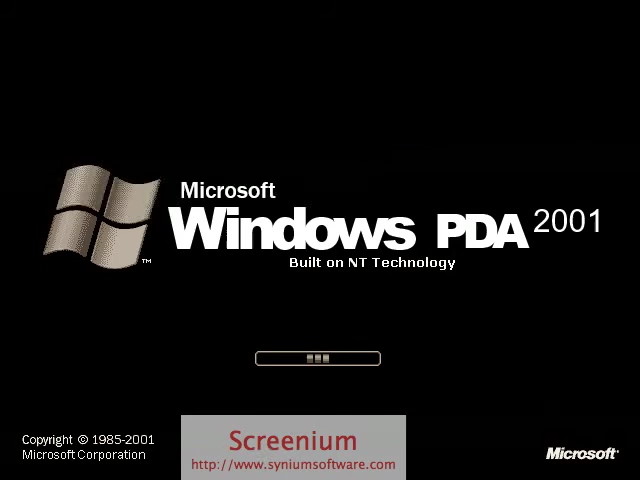 Microsoft
Windows PDA 2001
Built on NT Technology
TM
Copyright © 1985-2001
Microsoft Corporation
Screenium
http://www.syniumsoftware.com
Microsoft